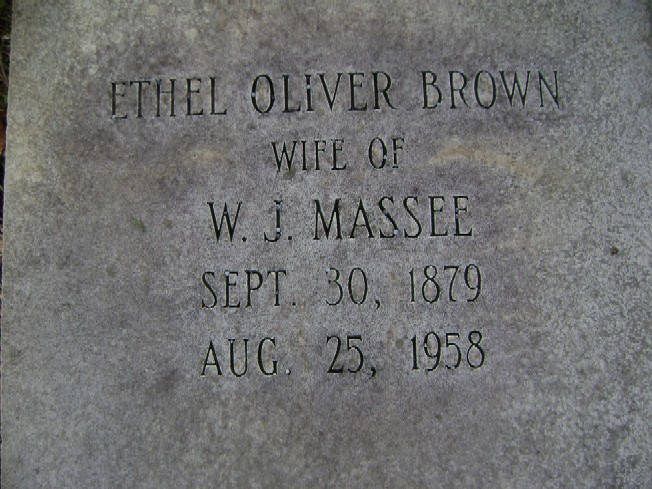 ETHEL OLIVER BROWN
WIFE OF
W. J. MASSEE
SEPT. 30, 1879
AUG. 25, 1958